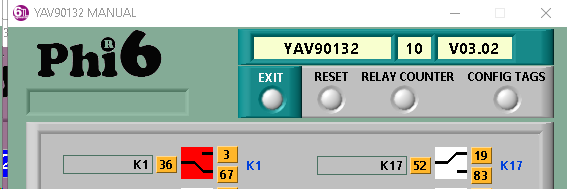 YAV90132 MANUAL
Phi6 ®
YAV90132 10 V03.02
EXIT RESET RELAY COUNTER CONFIG TAGS
K1 36 3 67 K1 K17 52 19 83 K17